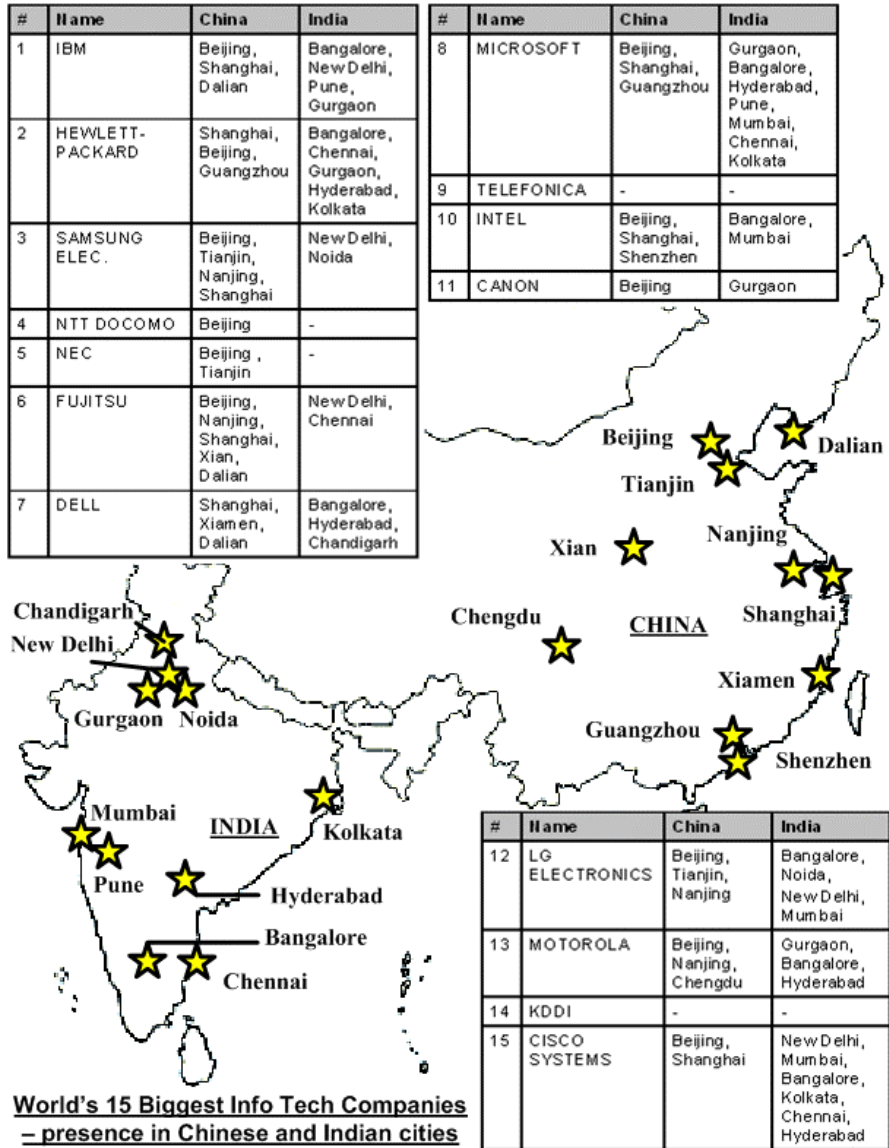 # Name China India
1 IBM Beijing, Bangalore,
Shanghai, New Delhi,
Dalian Pune,
Gurgaon
2 HEWLETT- Shanghai, Bangalore,
PACKARD Beijing, Chennai,
Guangzhou Gurgaon,
Hyderabad,
Kolkata
3 SAMSUNG Beijing, New Delhi,
ELEC. Tianjin, Noida
Nanjing,
Shanghai
4 NTT DOCOMO Beijing -
5 NEC Beijing , -
Tianjin
6 FUJITSU Beijing, New Delhi,
Nanjing, Chennai
Shanghai,
Xian,
Dalian
7 DELL Shanghai, Bangalore,
Xiamen, Hyderabad,
Dalian Chandigarh
# Name China India
8 MICROSOFT Beijing, Gurgaon,
Shanghai, Bangalore,
Guangzhou Hyderabad,
Pune,
Mumbai,
Chennai,
Kolkata
9 TELEFONICA - -
10 INTEL Beijing, Bangalore,
Shanghai, Mumbai
Shenzhen
11 CANON Beijing Gurgaon
Beijing
Dalian
Tianjin
Nanjing
Xian
Shanghai
Chengdu
CHINA
Xiamen
Guangzhou
Shenzhen
Chandigarh
New Delhi
Gurgaon
Noida
Mumbai
INDIA
Kolkata
Pune
Hyderabad
Bangalore
Chennai
# Name China India
12 LG Beijing, Bangalore,
ELECTRONICS Tianjin, Noida,
Nanjing New Delhi,
Mumbai
13 MOTOROLA Beijing, Gurgaon,
Nanjing, Bangalore,
Chengdu Hyderabad
14 KDDI - -
15 CISCO Beijing, New Delhi,
SYSTEMS Shanghai Mumbai,
Bangalore,
Kolkata,
Chennai,
Hyderabad
World's 15 Biggest Info Tech Companies
– presence in Chinese and Indian cities